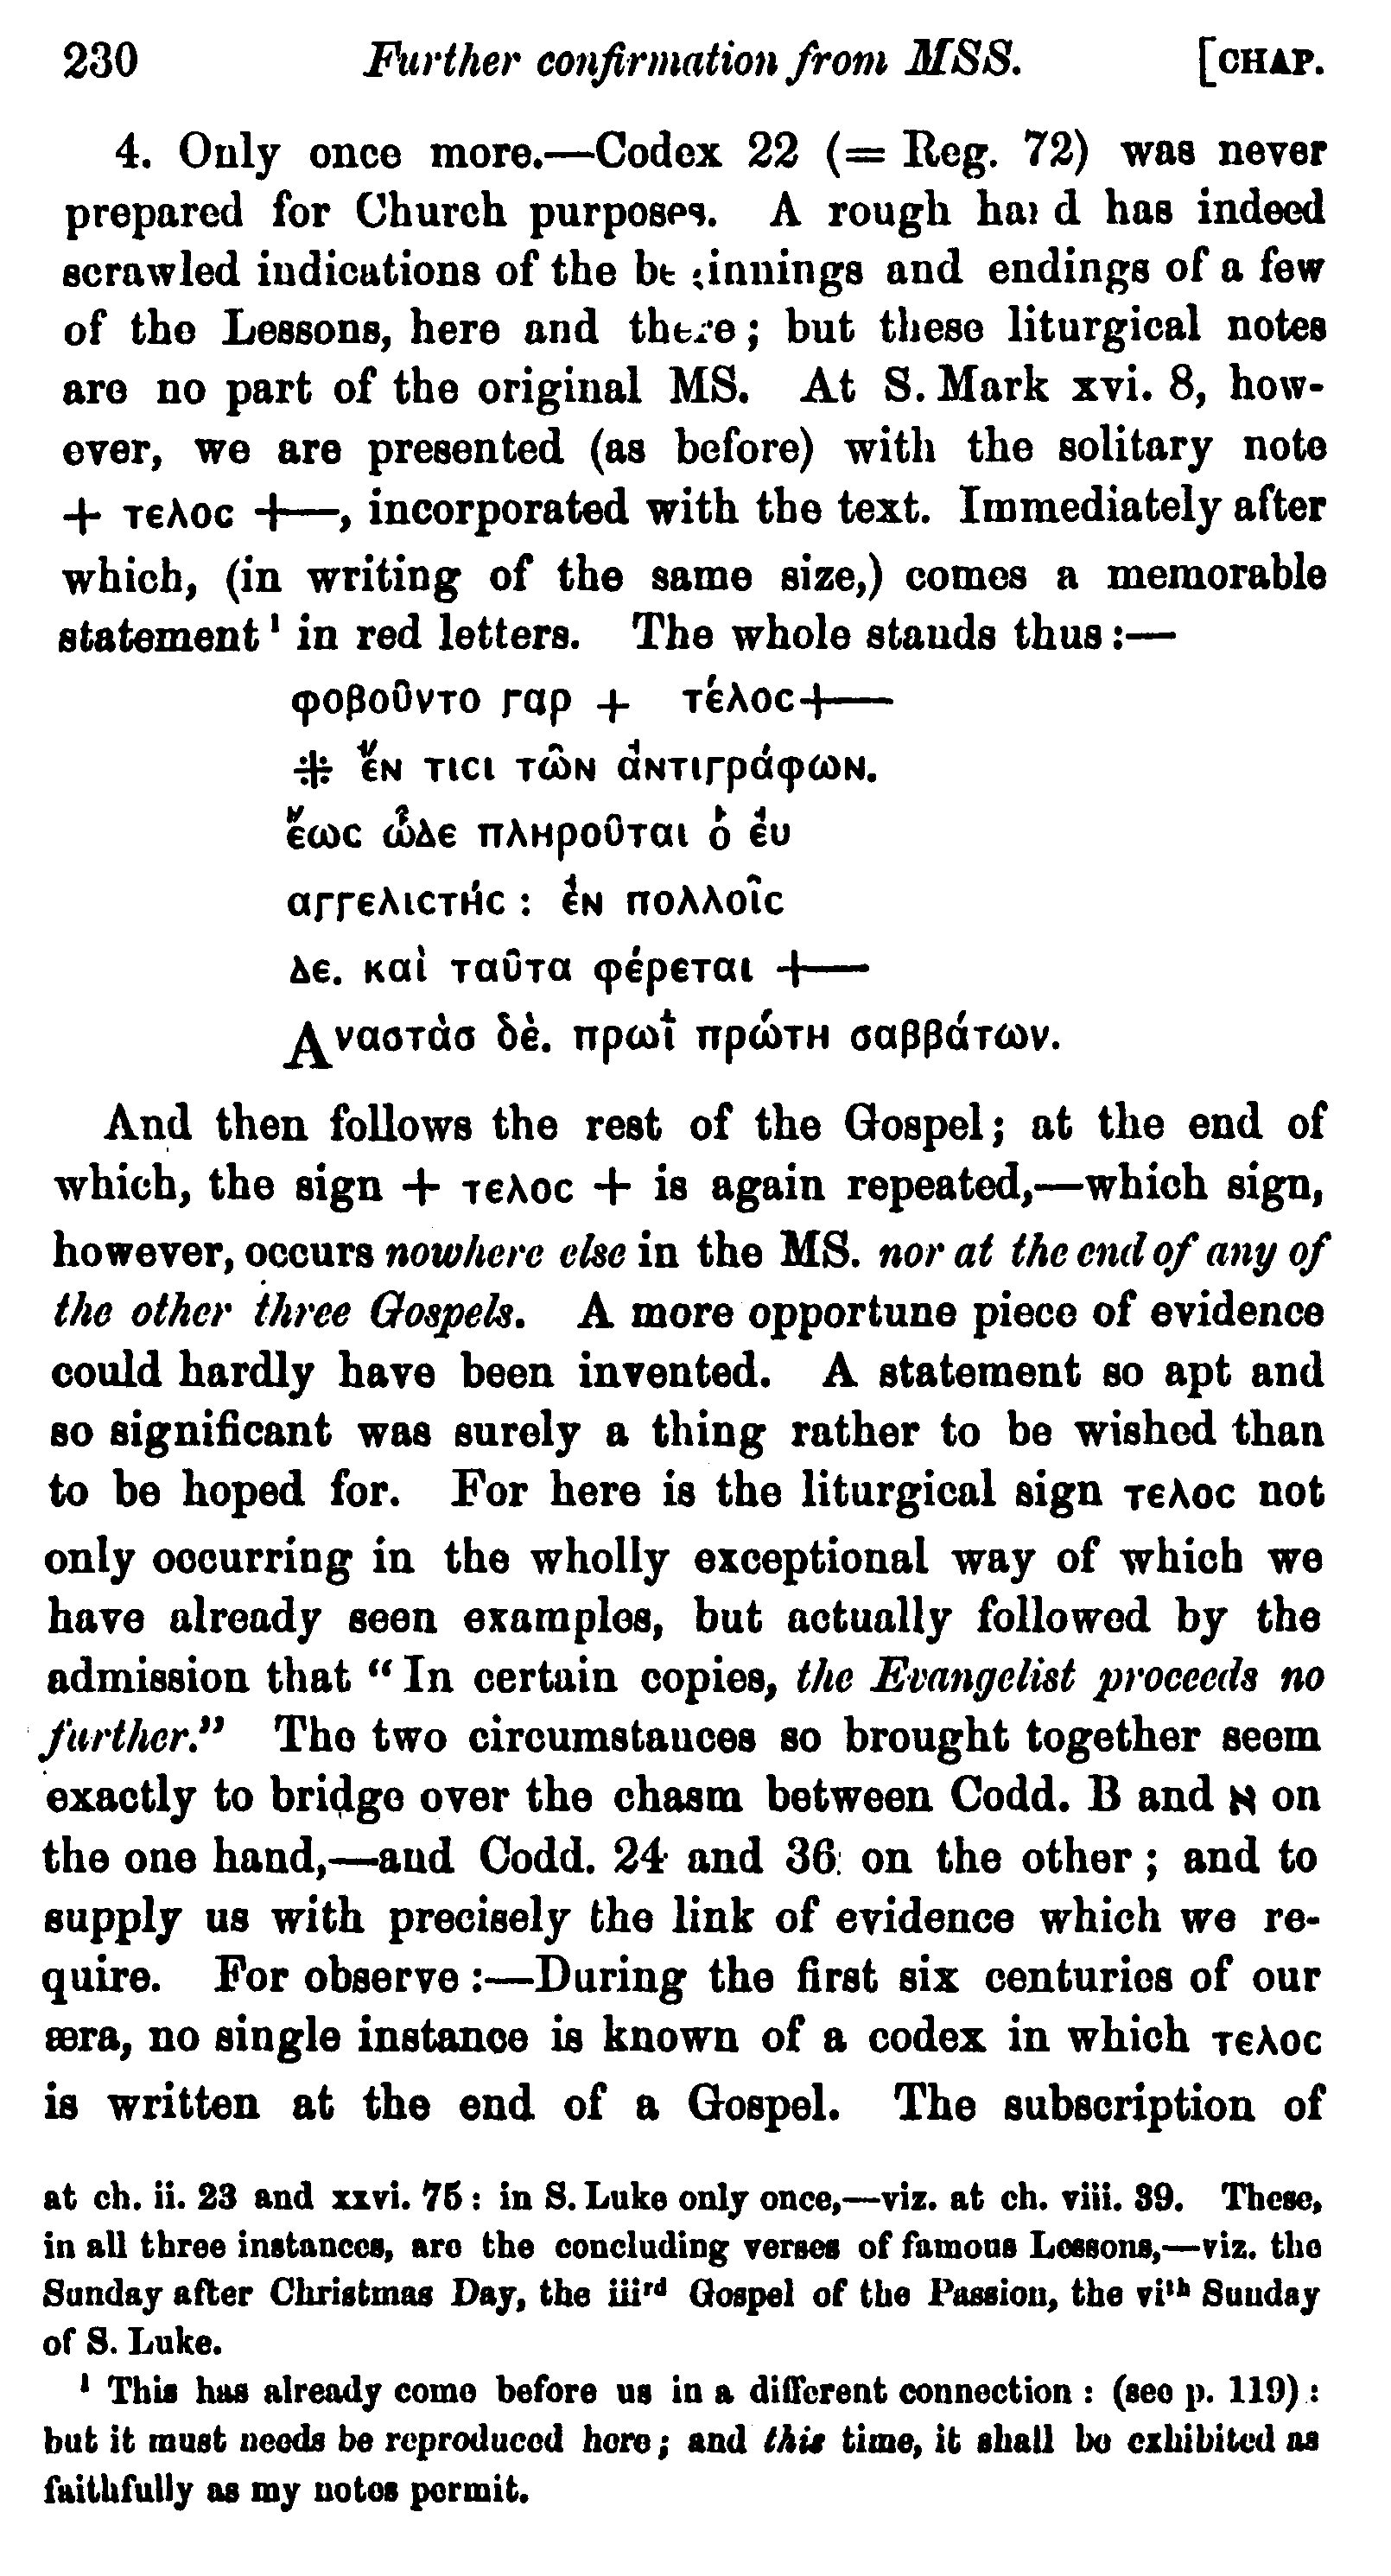 230 Further confirmation from MSS. [CHAP.
4. Only once more.—Codex 22 (= Reg. 72) was never
prepared for Church purposes. A rough hand has indeed
scrawled indications of the beginnings and endings of a few
of the Lessons, here and there; but these liturgical notes
are no part of the original MS. At S. Mark xvi. 8, how-
ever, we are presented (as before) with the solitary note
+ τελος +—, incorporated with the text. Immediately after
which, (in writing of the same size,) comes a memorable
statement¹ in red letters. The whole stands thus:—
φοβοῦντο γαρ + τέλος+—
※ ἔν τισι τῶν ἀντιγράφων.
ἕως ὧδε πληροῦται ὁ ἐυ
αγγελιστής : ἐν πολλοῖς
δε. καὶ ταῦτα φέρεται +—
Αναστὰσ δὲ. πρωΐ πρώτη σαββάτων.
And then follows the rest of the Gospel; at the end of
which, the sign + τελος + is again repeated,—which sign,
however, occurs nowhere else in the MS. nor at the end of any of
the other three Gospels. A more opportune piece of evidence
could hardly have been invented. A statement so apt and
so significant was surely a thing rather to be wished than
to be hoped for. For here is the liturgical sign τελος not
only occurring in the wholly exceptional way of which we
have already seen examples, but actually followed by the
admission that “In certain copies, the Evangelist proceeds no
further.” The two circumstances so brought together seem
exactly to bridge over the chasm between Codd. B and א on
the one hand,—and Codd. 24 and 36 on the other; and to
supply us with precisely the link of evidence which we re-
quire. For observe:—During the first six centuries of our
æra, no single instance is known of a codex in which τελος
is written at the end of a Gospel. The subscription of
at ch. ii. 23 and xxvi. 75: in S. Luke only once,—viz. at ch. viii. 39. These,
in all three instances, are the concluding verses of famous Lessons,—viz. the
Sunday after Christmas Day, the iiiʳᵈ Gospel of the Passion, the viᵗʰ Sunday
of S. Luke.
¹ This has already come before us in a different connection: (see p. 119):
but it must needs be reproduced here; and this time, it shall be exhibited as
faithfully as my notes permit.